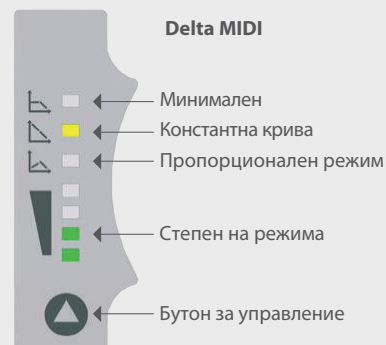 Delta MIDI
Минимален
Константна крива
Пропорционален режим
Степен на режима
Бутон за управление